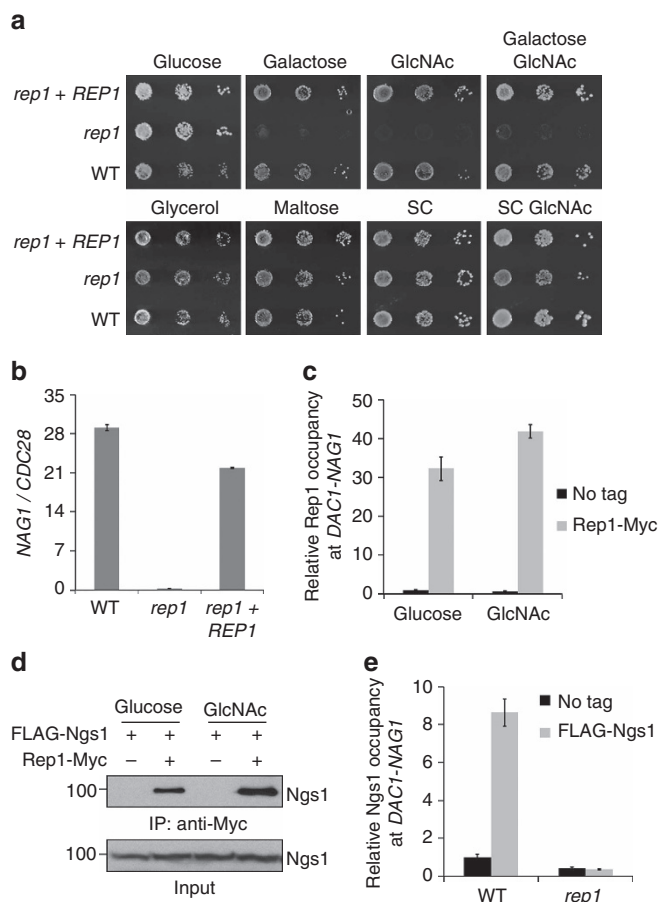 a
Glucose Galactose GlcNAc Galactose GlcNAc
rep1 + REP1
rep1
WT
Glycerol Maltose SC SC GlcNAc
rep1 + REP1
rep1
WT
b
NAG1 / CDC28
35
28
21
14
7
0
WT rep1 rep1 + REP1
c
Relative Rep1 occupancy
at DAC1-NAG1
50
40
30
20
10
0
Glucose GlcNAc
No tag
Rep1-Myc
d
Glucose GlcNAc
FLAG-Ngs1 + + + +
Rep1-Myc – + – +
100 Ngs1
IP: anti-Myc
100 Ngs1
Input
e
Relative Ngs1 occupancy
at DAC1-NAG1
10
8
6
4
2
0
WT rep1
No tag
FLAG-Ngs1